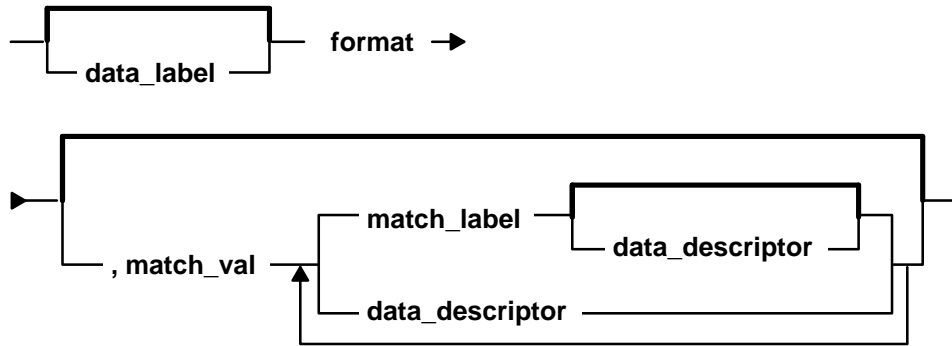 format
data_label
match_label
data_descriptor
, match_val
data_descriptor